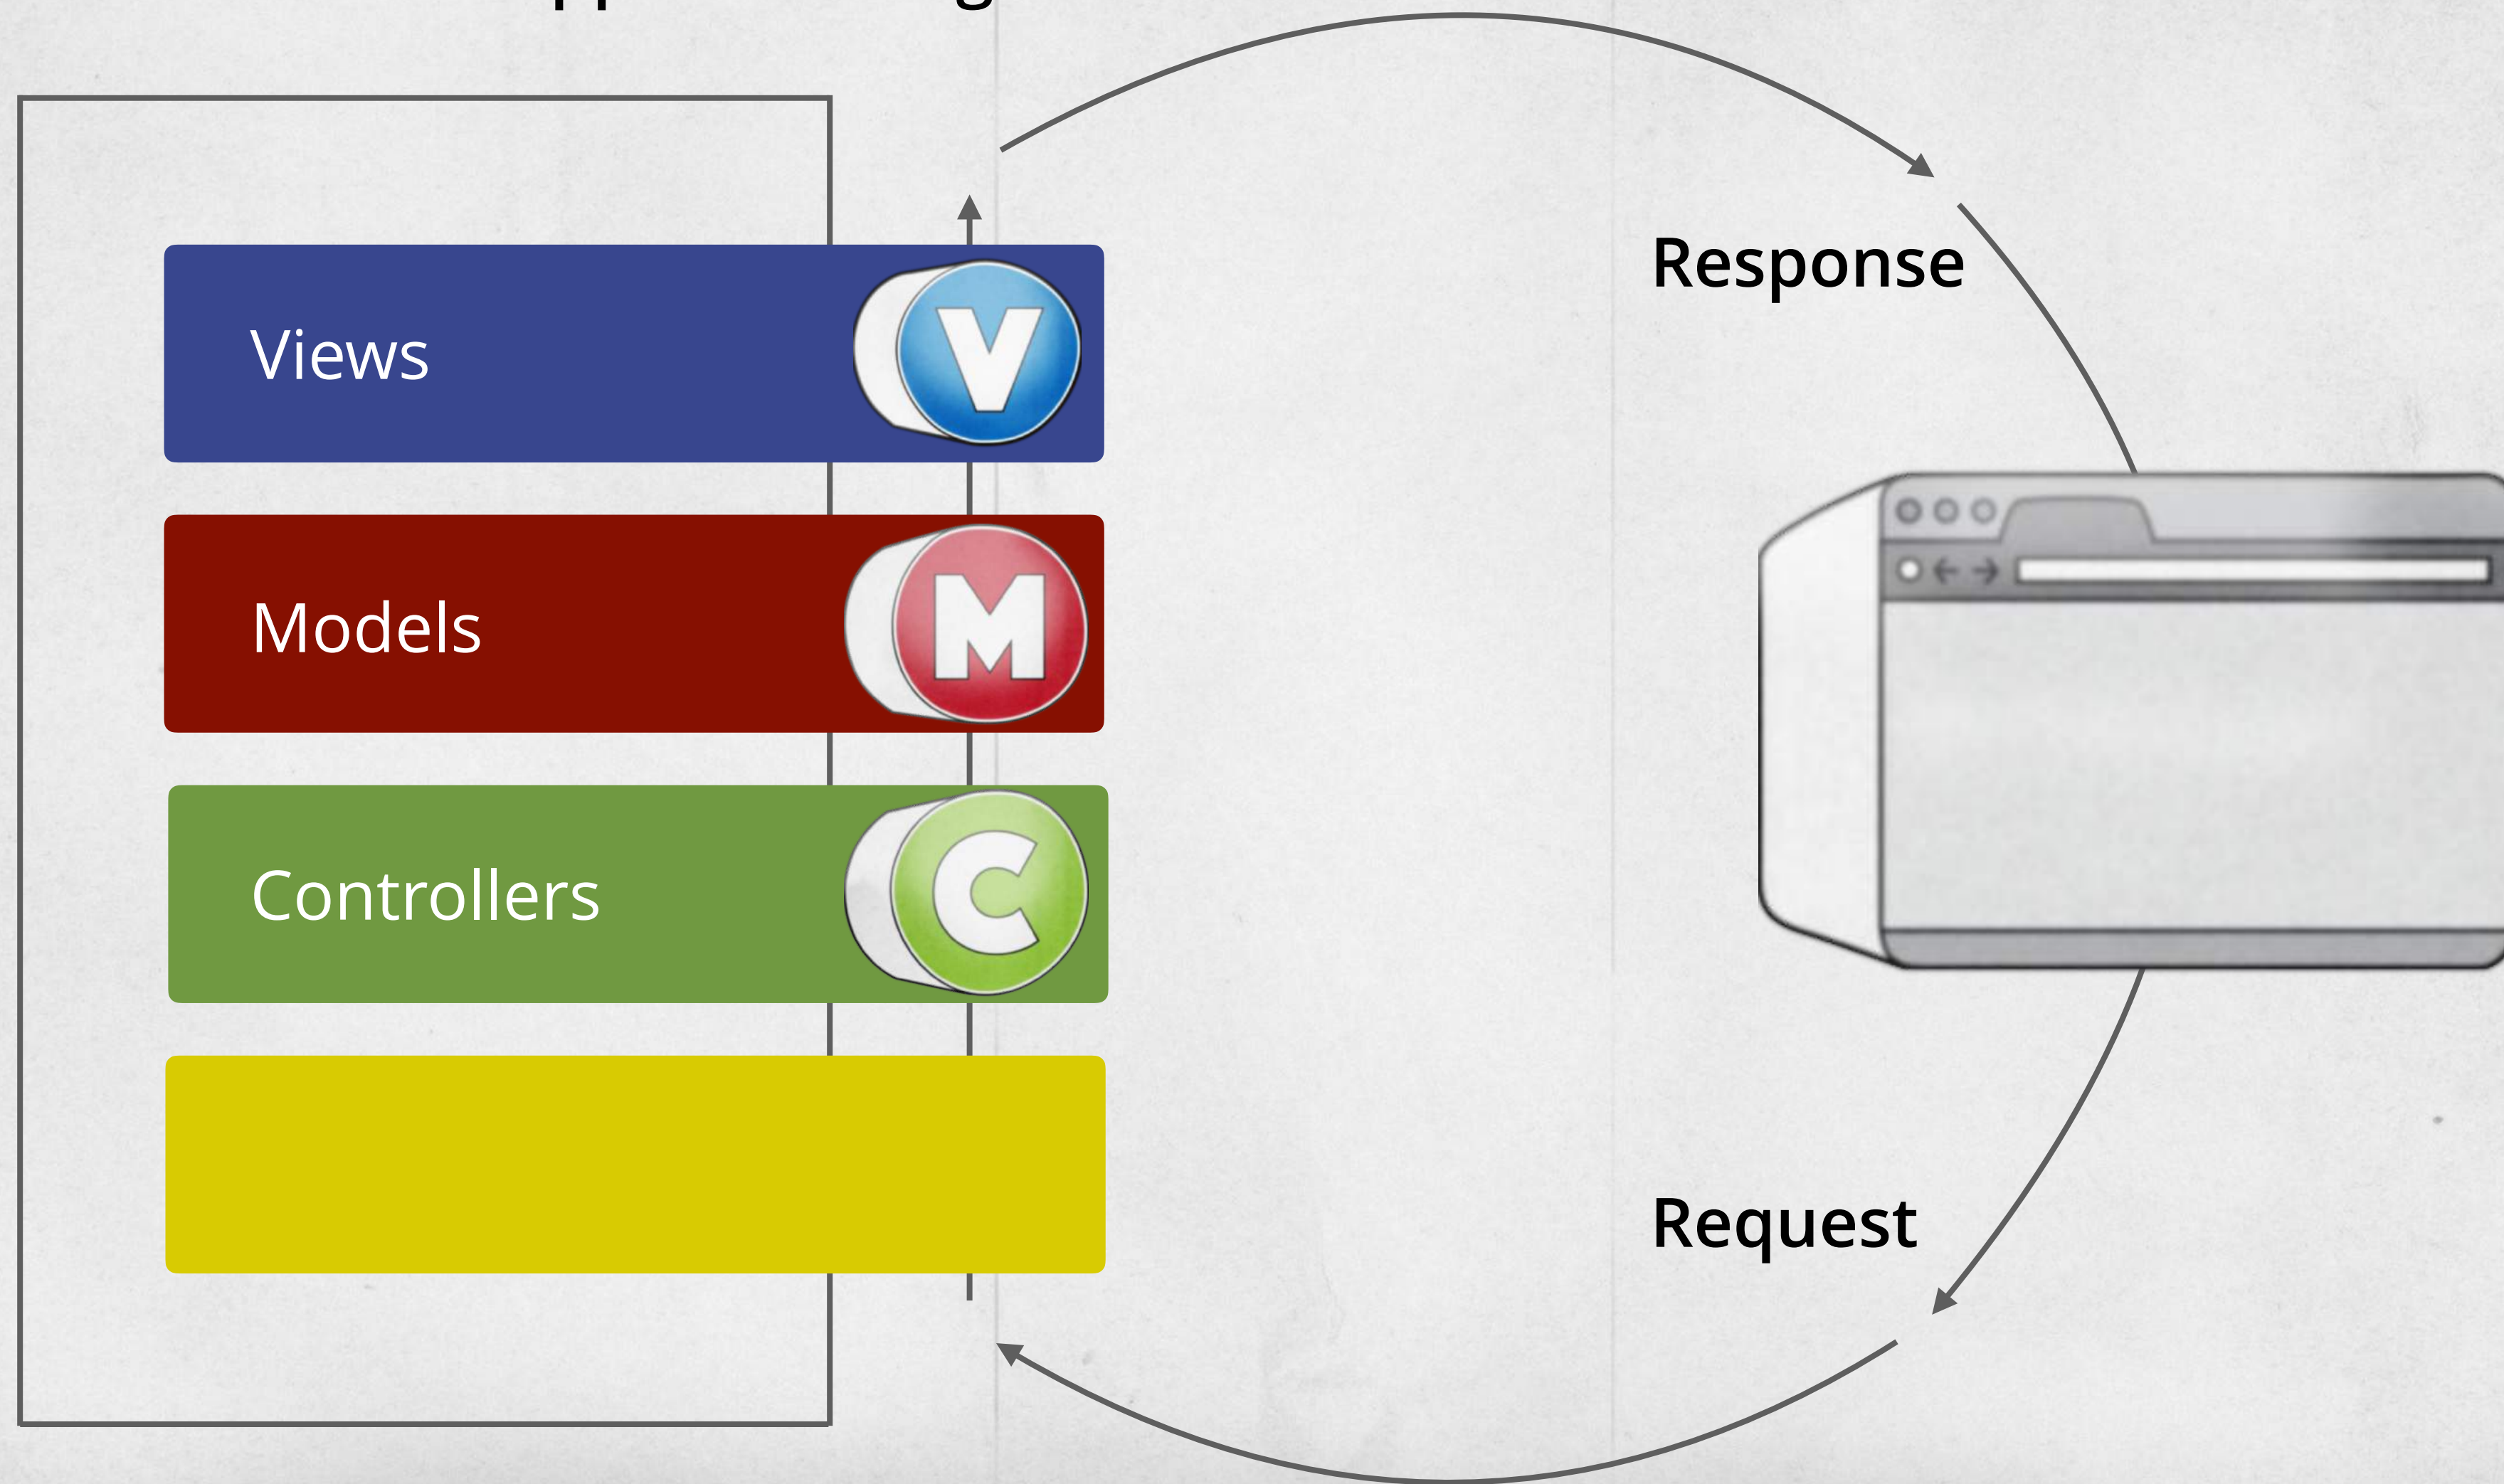 Response
Views
V
Models
M
Controllers
C
Request